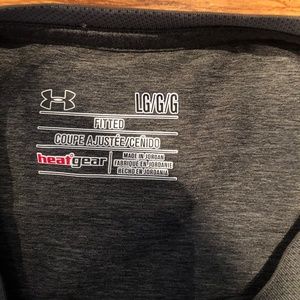 LG/G/G
FITTED
COUPE AJUSTÉE/CEÑIDO
heatgear
MADE IN JORDAN
FABRIQUÉ EN JORDANIE
HECHO EN JORDANIA